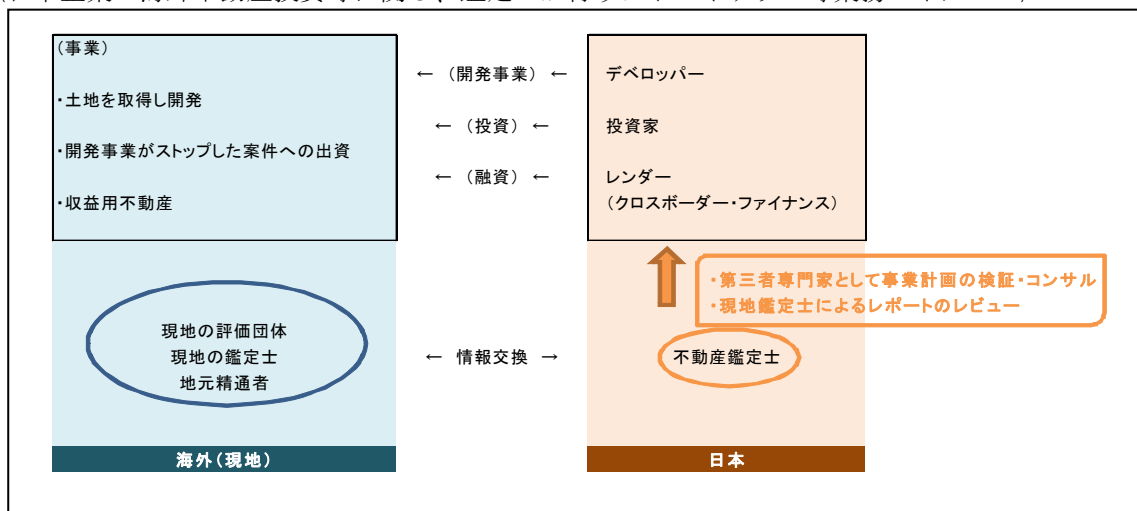 (事業)
← (開発事業) ← デベロッパー
・土地を取得し開発
← (投資) ← 投資家
・開発事業がストップした案件への出資
← (融資) ← レンダー
・収益用不動産 (クロスボーダー・ファイナンス)
・第三者専門家として事業計画の検証・コンサル
・現地鑑定士によるレポートのレビュー
現地の評価団体
現地の鑑定士 ← 情報交換 → 不動産鑑定士
地元精通者
海外(現地) 日本